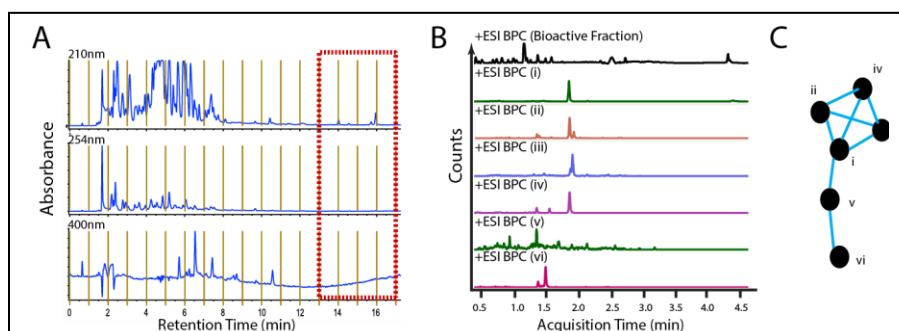 A
210nm
254nm
400nm
Absorbance
0 2 4 6 8 10 12 14 16
Retention Time (min)
B
+ESI BPC (Bioactive Fraction)
+ESI BPC (i)
+ESI BPC (ii)
+ESI BPC (iii)
+ESI BPC (iv)
+ESI BPC (v)
+ESI BPC (vi)
Counts
0.5 1.0 1.5 2.0 2.5 3.0 3.5 4.0 4.5
Acquisition Time (min)
C
iv
ii
i
v
vi